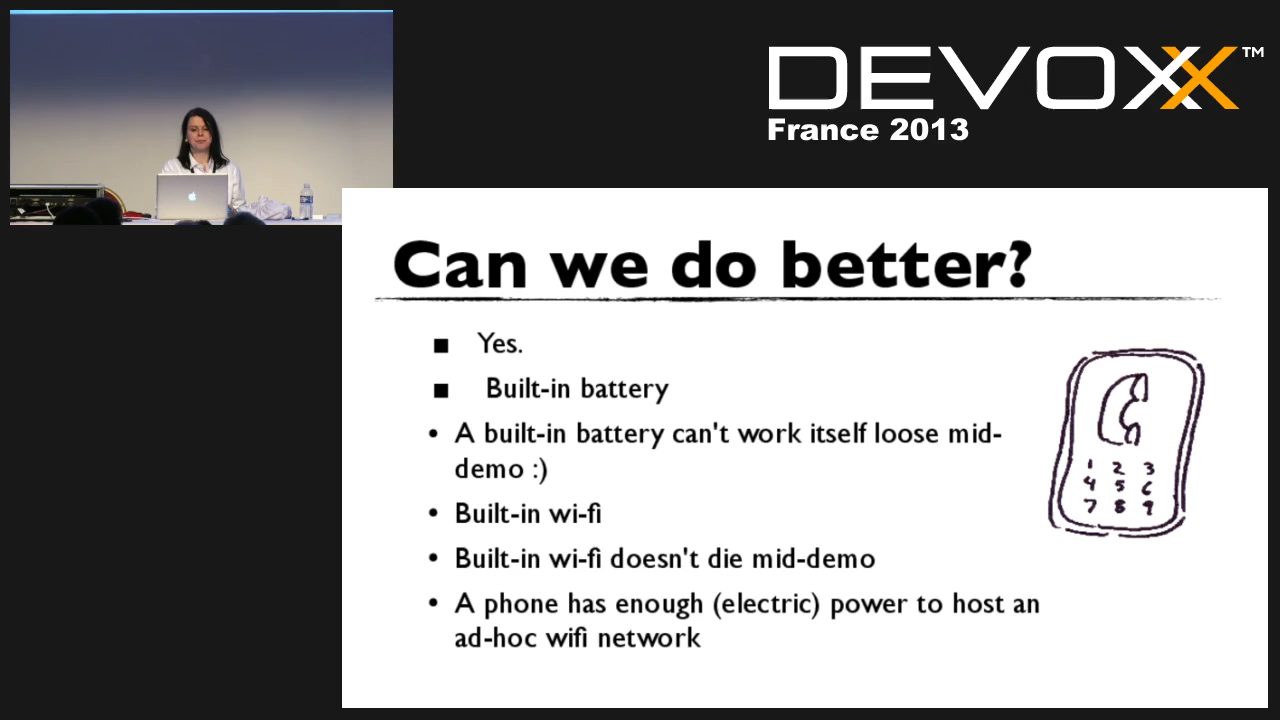 DEVOXX™
France 2013
Can we do better?
■ Yes.
■ Built-in battery
• A built-in battery can't work itself loose mid-
demo :)
• Built-in wi-fi
• Built-in wi-fi doesn't die mid-demo
• A phone has enough (electric) power to host an
ad-hoc wifi network
1 2 3
4 5 6
7 8 9